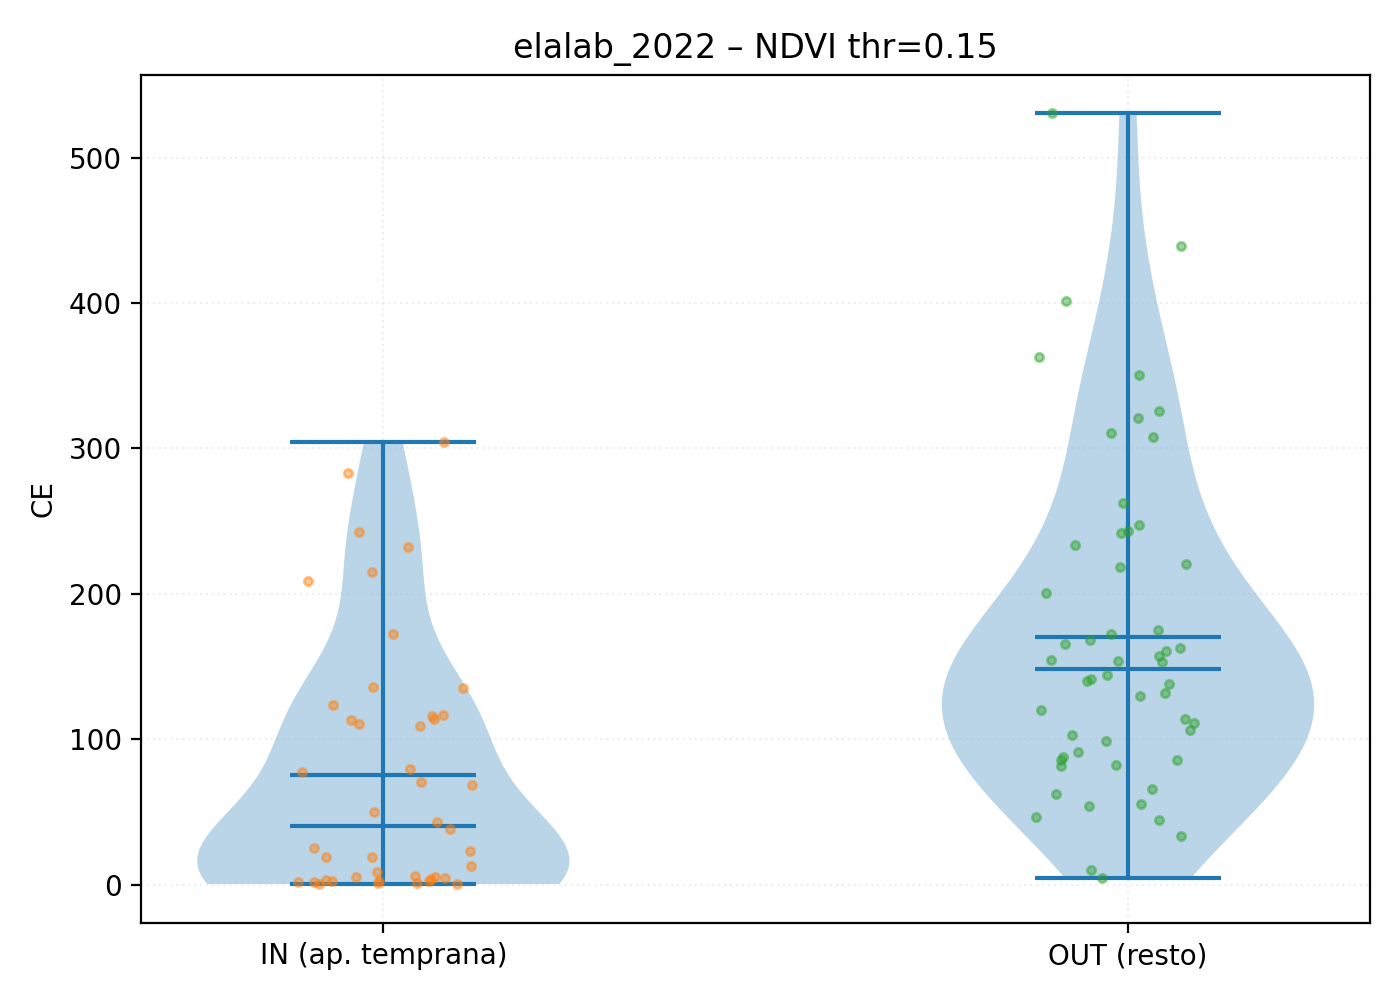 elalab_2022 – NDVI thr=0.15
CE
500
400
300
200
100
0
IN (ap. temprana)
OUT (resto)